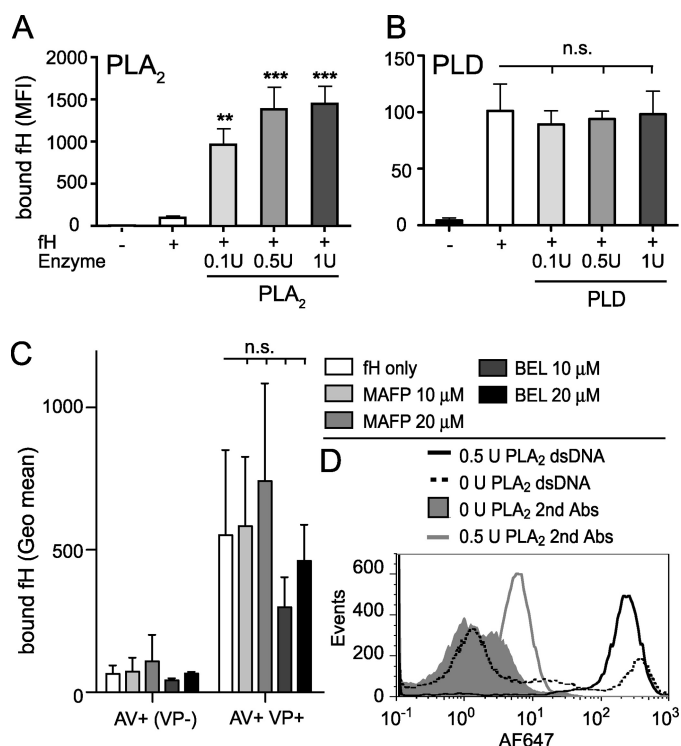 A
PLA2
bound fH (MFI)
2000
1500
1000
500
0
** *** ***
fH - + + + +
Enzyme 0.1U 0.5U 1U
PLA2
B
PLD
n.s.
150
100
50
0
- + + + +
0.1U 0.5U 1U
PLD
C
bound fH (Geo mean)
1000
500
0
n.s.
AV+ (VP-) AV+ VP+
fH only
MAFP 10 µM
MAFP 20 µM
BEL 10 µM
BEL 20 µM
D
0.5 U PLA2 dsDNA
0 U PLA2 dsDNA
0 U PLA2 2nd Abs
0.5 U PLA2 2nd Abs
Events
600
400
200
0
10-1 100 101 102 103
AF647